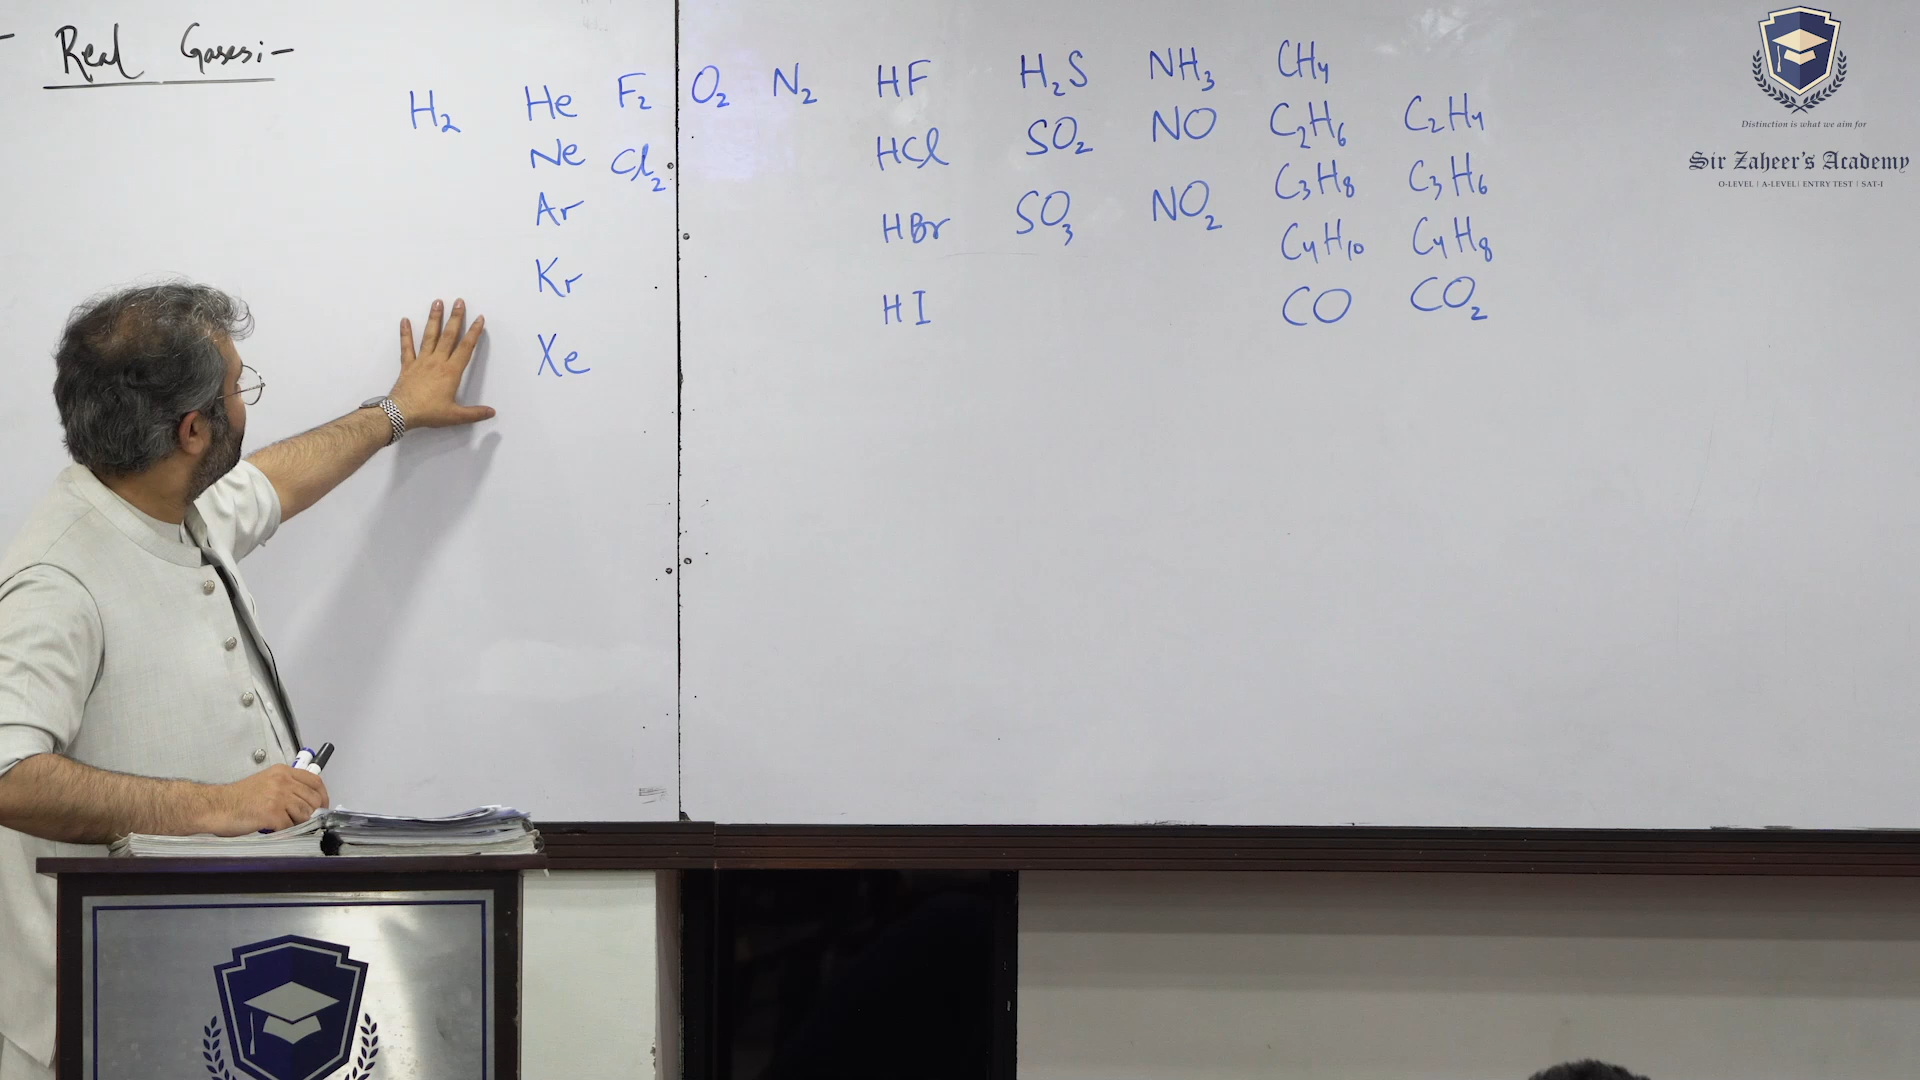 - Real Gases:-
H₂ He F₂ O₂ N₂ HF H₂S NH₃ CH₄
Ne Cl₂ HCl SO₂ NO C₂H₆ C₂H₄
Ar HBr SO₃ NO₂ C₃H₈ C₃H₆
C₄H₁₀ C₄H₈
Kr HI CO CO₂
Xe
Distinction is what we aim for
Sir Zaheer's Academy
O-LEVEL | A-LEVEL | ENTRY TEST | SAT-I